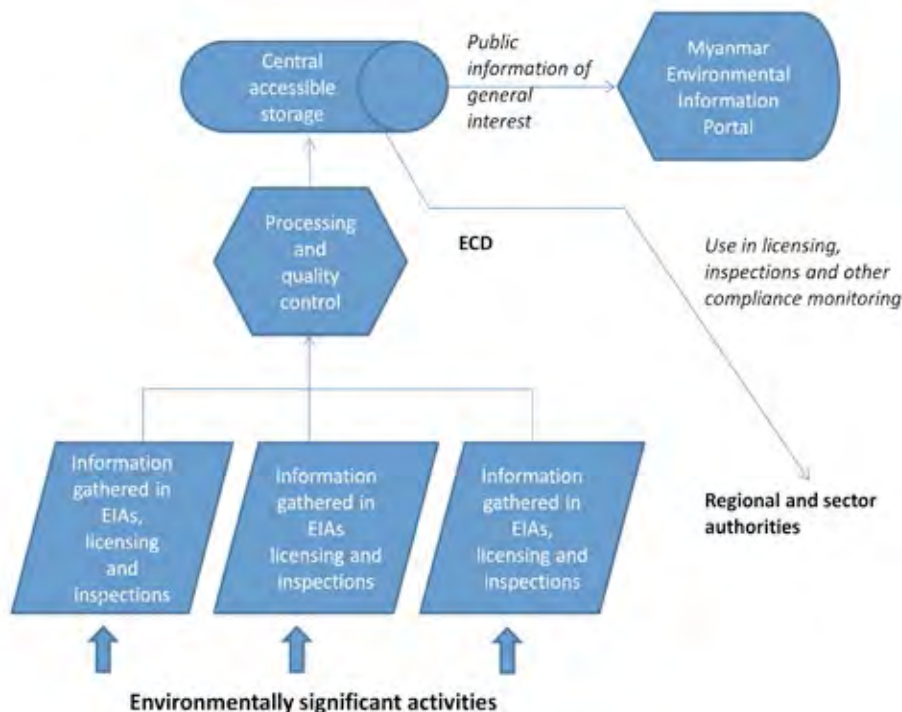 Central
accessible
storage
Public
information of
general
interest
Myanmar
Environmental
Information
Portal
Processing
and
quality
control
ECD
Use in licensing,
inspections and other
compliance monitoring
Information
gathered in
EIAs,
licensing
and
inspections
Information
gathered in
EIAs
licensing and
inspections
Information
gathered in
EIAs,
licensing and
inspections
Regional and sector
authorities
Environmentally significant activities